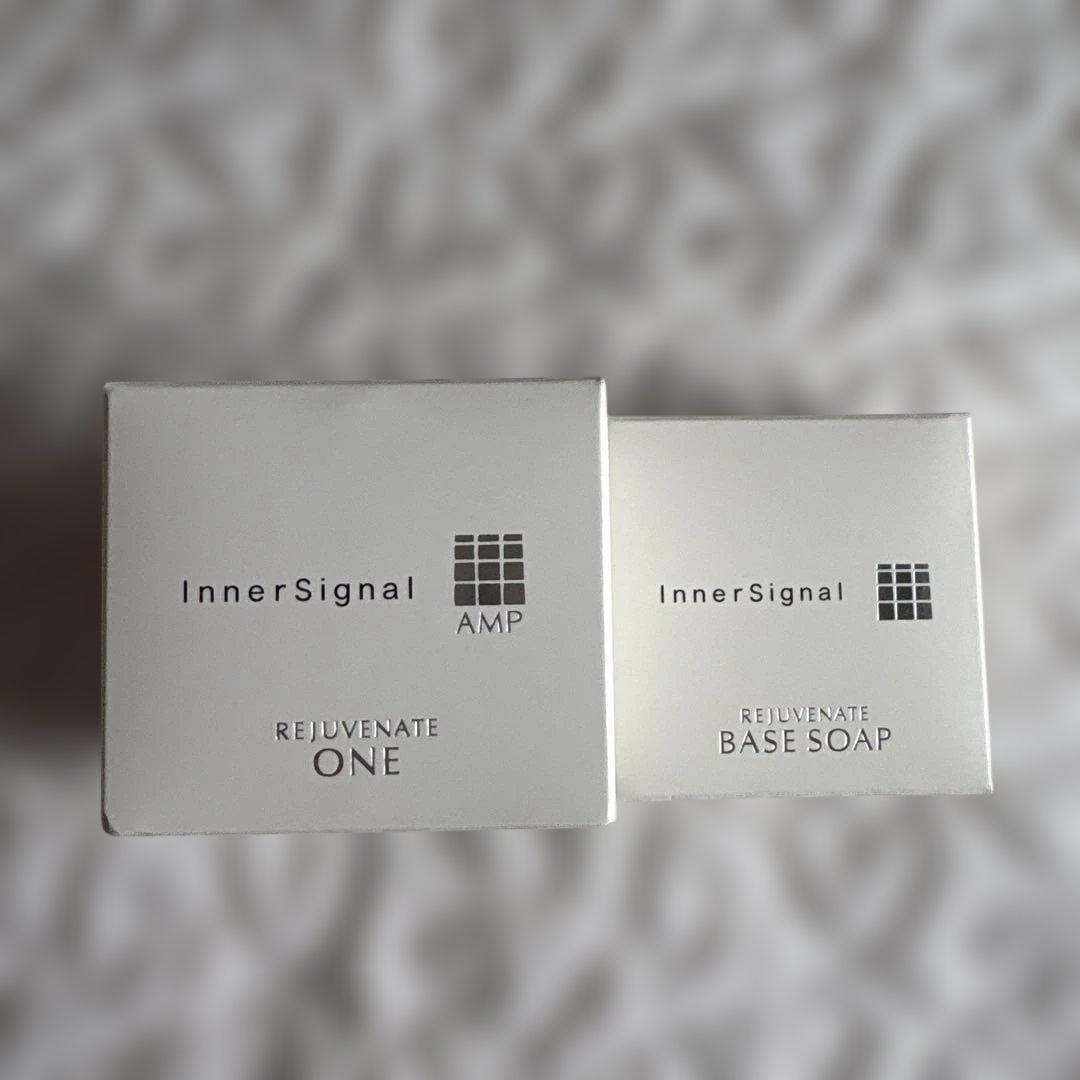 InnerSignal
AMP
REJUVENATE
ONE
InnerSignal
REJUVENATE
BASE SOAP